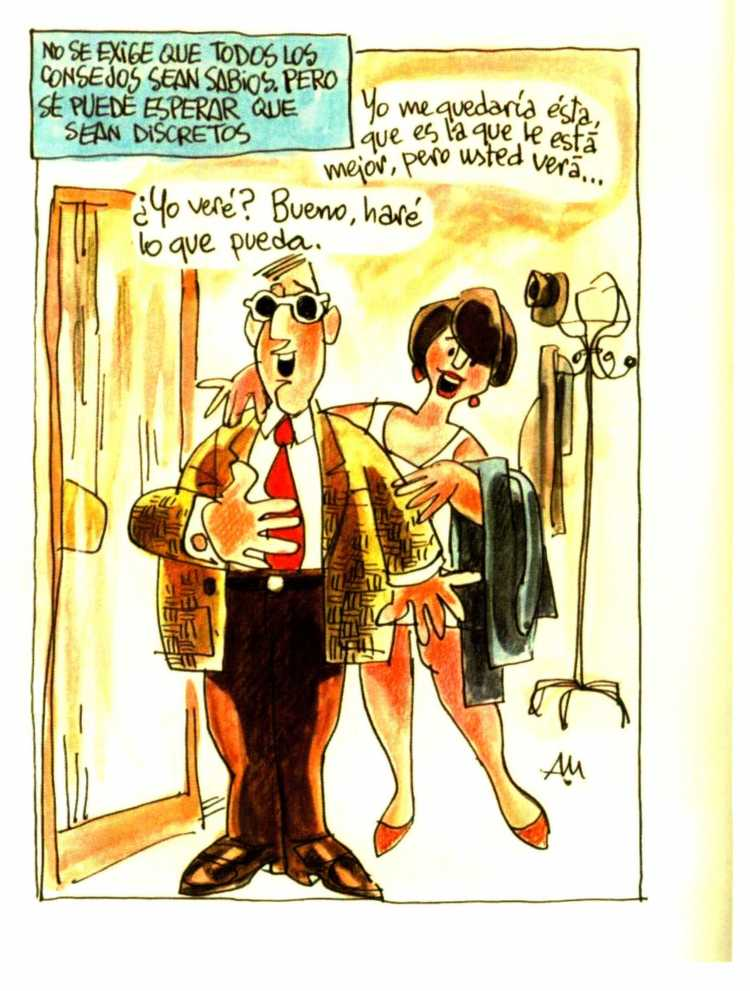 NO SE EXIGE QUE TODOS LOS
CONSEJOS SEAN SABIOS. PERO
SE PUEDE ESPERAR QUE
SEAN DISCRETOS
Yo me quedaría ésta,
que es la que le está
mejor, pero usted verá...
¿Yo veré? Bueno, haré
lo que pueda.
AM